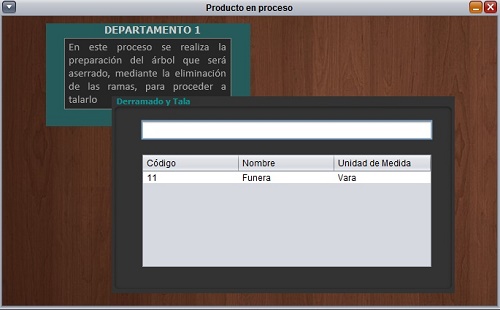 Producto en proceso
DEPARTAMENTO 1
En este proceso se realiza la
preparación del árbol que será
aserrado, mediante la eliminación
de las ramas, para proceder a
talarlo
Derramado y Tala
Código Nombre Unidad de Medida
11 Funera Vara